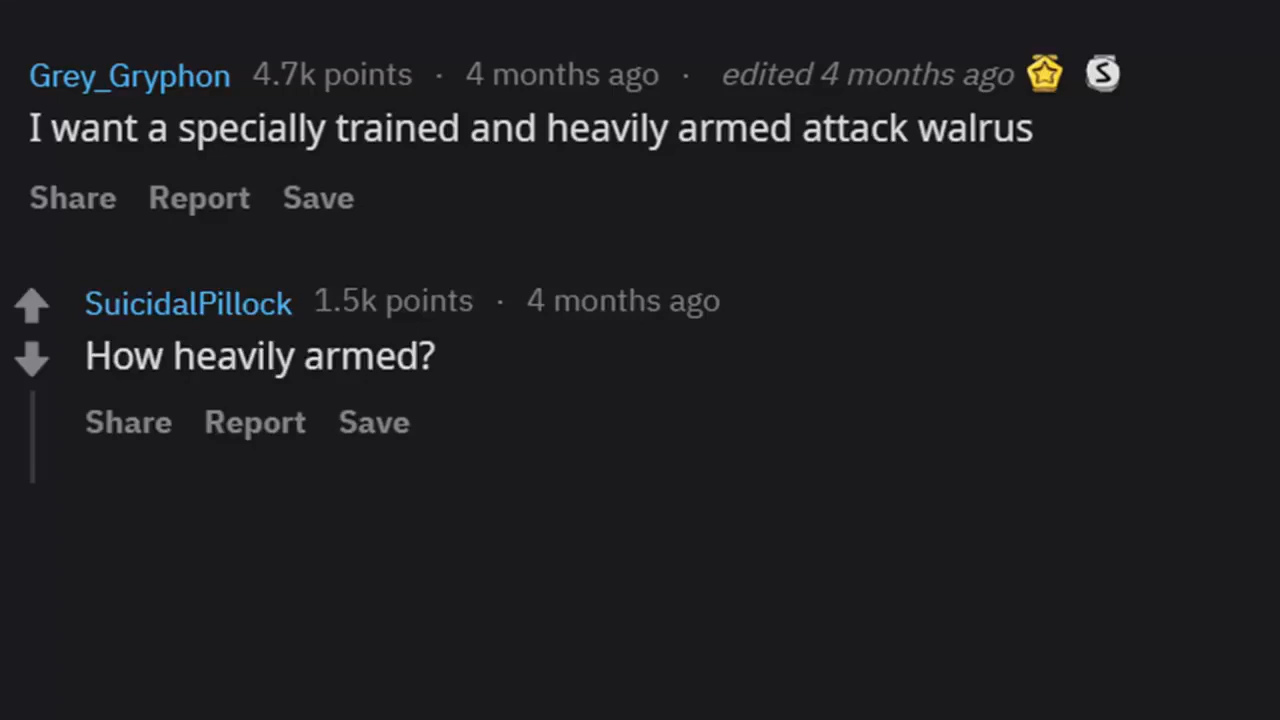 Grey_Gryphon 4.7k points · 4 months ago · edited 4 months ago S
I want a specially trained and heavily armed attack walrus
Share Report Save
SuicidalPillock 1.5k points · 4 months ago
How heavily armed?
Share Report Save